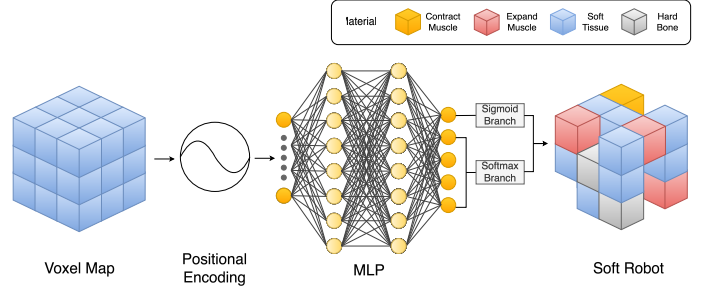 Material
Contract
Muscle
Expand
Muscle
Soft
Tissue
Hard
Bone
Sigmoid
Branch
Softmax
Branch
Voxel Map
Positional
Encoding
MLP
Soft Robot